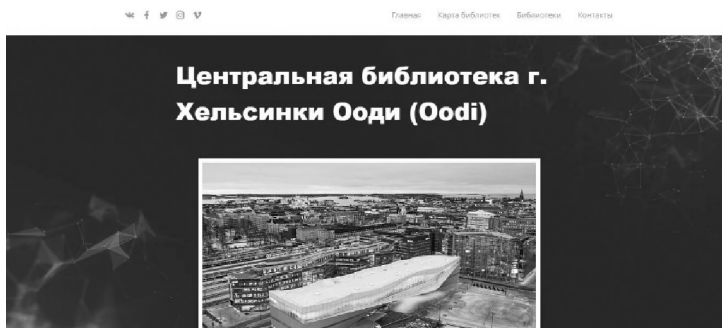 Главная Карта библиотек Библиотеки Контакты
Центральная библиотека г.
Хельсинки Ооди (Oodi)